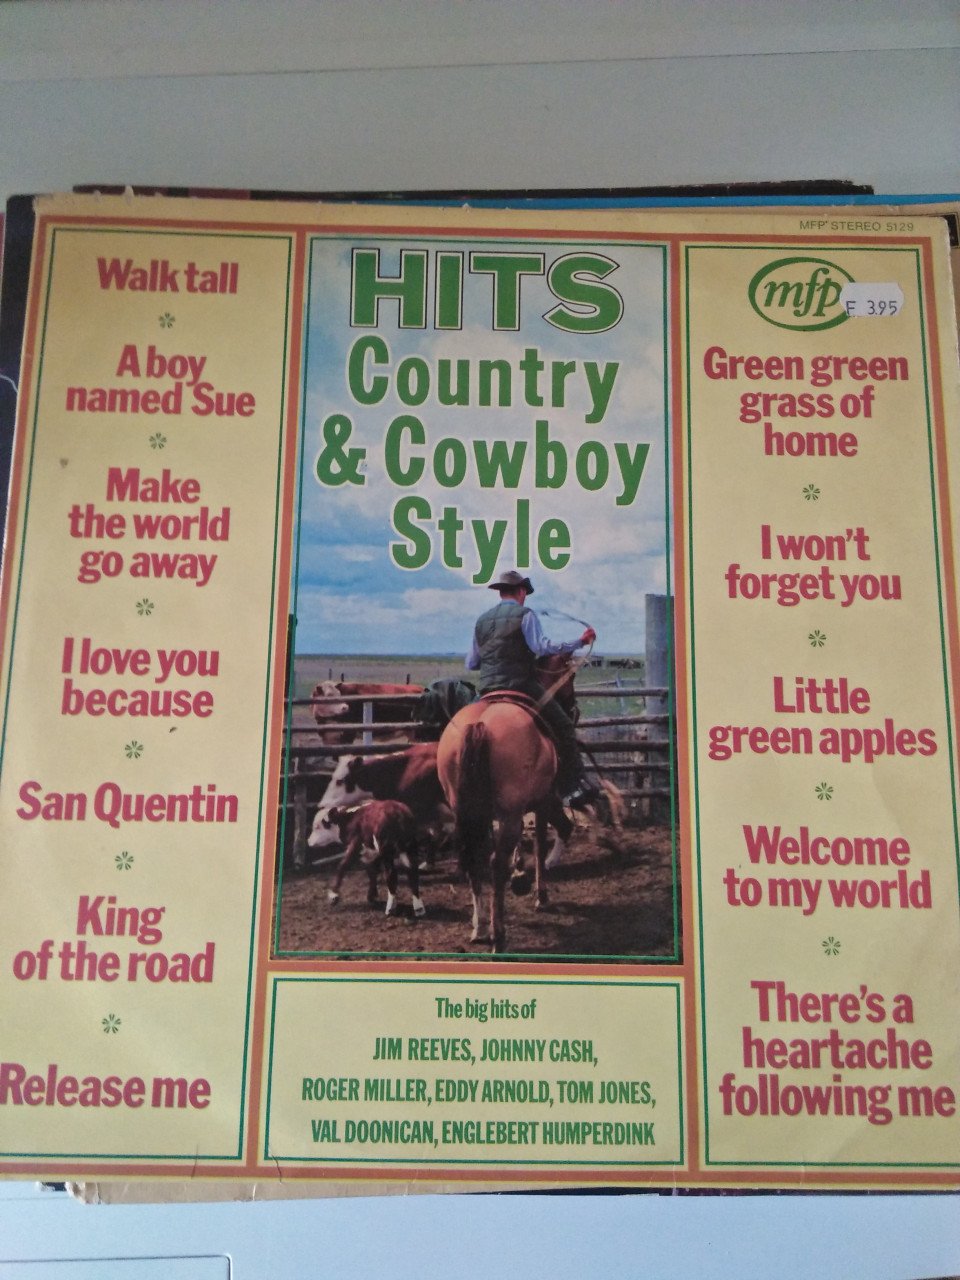 MFP STEREO 5129
mfp
F 3.95
HITS
Country
& Cowboy
Style
Walk tall
A boy
named Sue
Make
the world
go away
I love you
because
San Quentin
King
of the road
Release me
Green green
grass of
home
I won't
forget you
Little
green apples
Welcome
to my world
There's a
heartache
following me
The big hits of
JIM REEVES, JOHNNY CASH,
ROGER MILLER, EDDY ARNOLD, TOM JONES,
VAL DOONICAN, ENGLEBERT HUMPERDINK